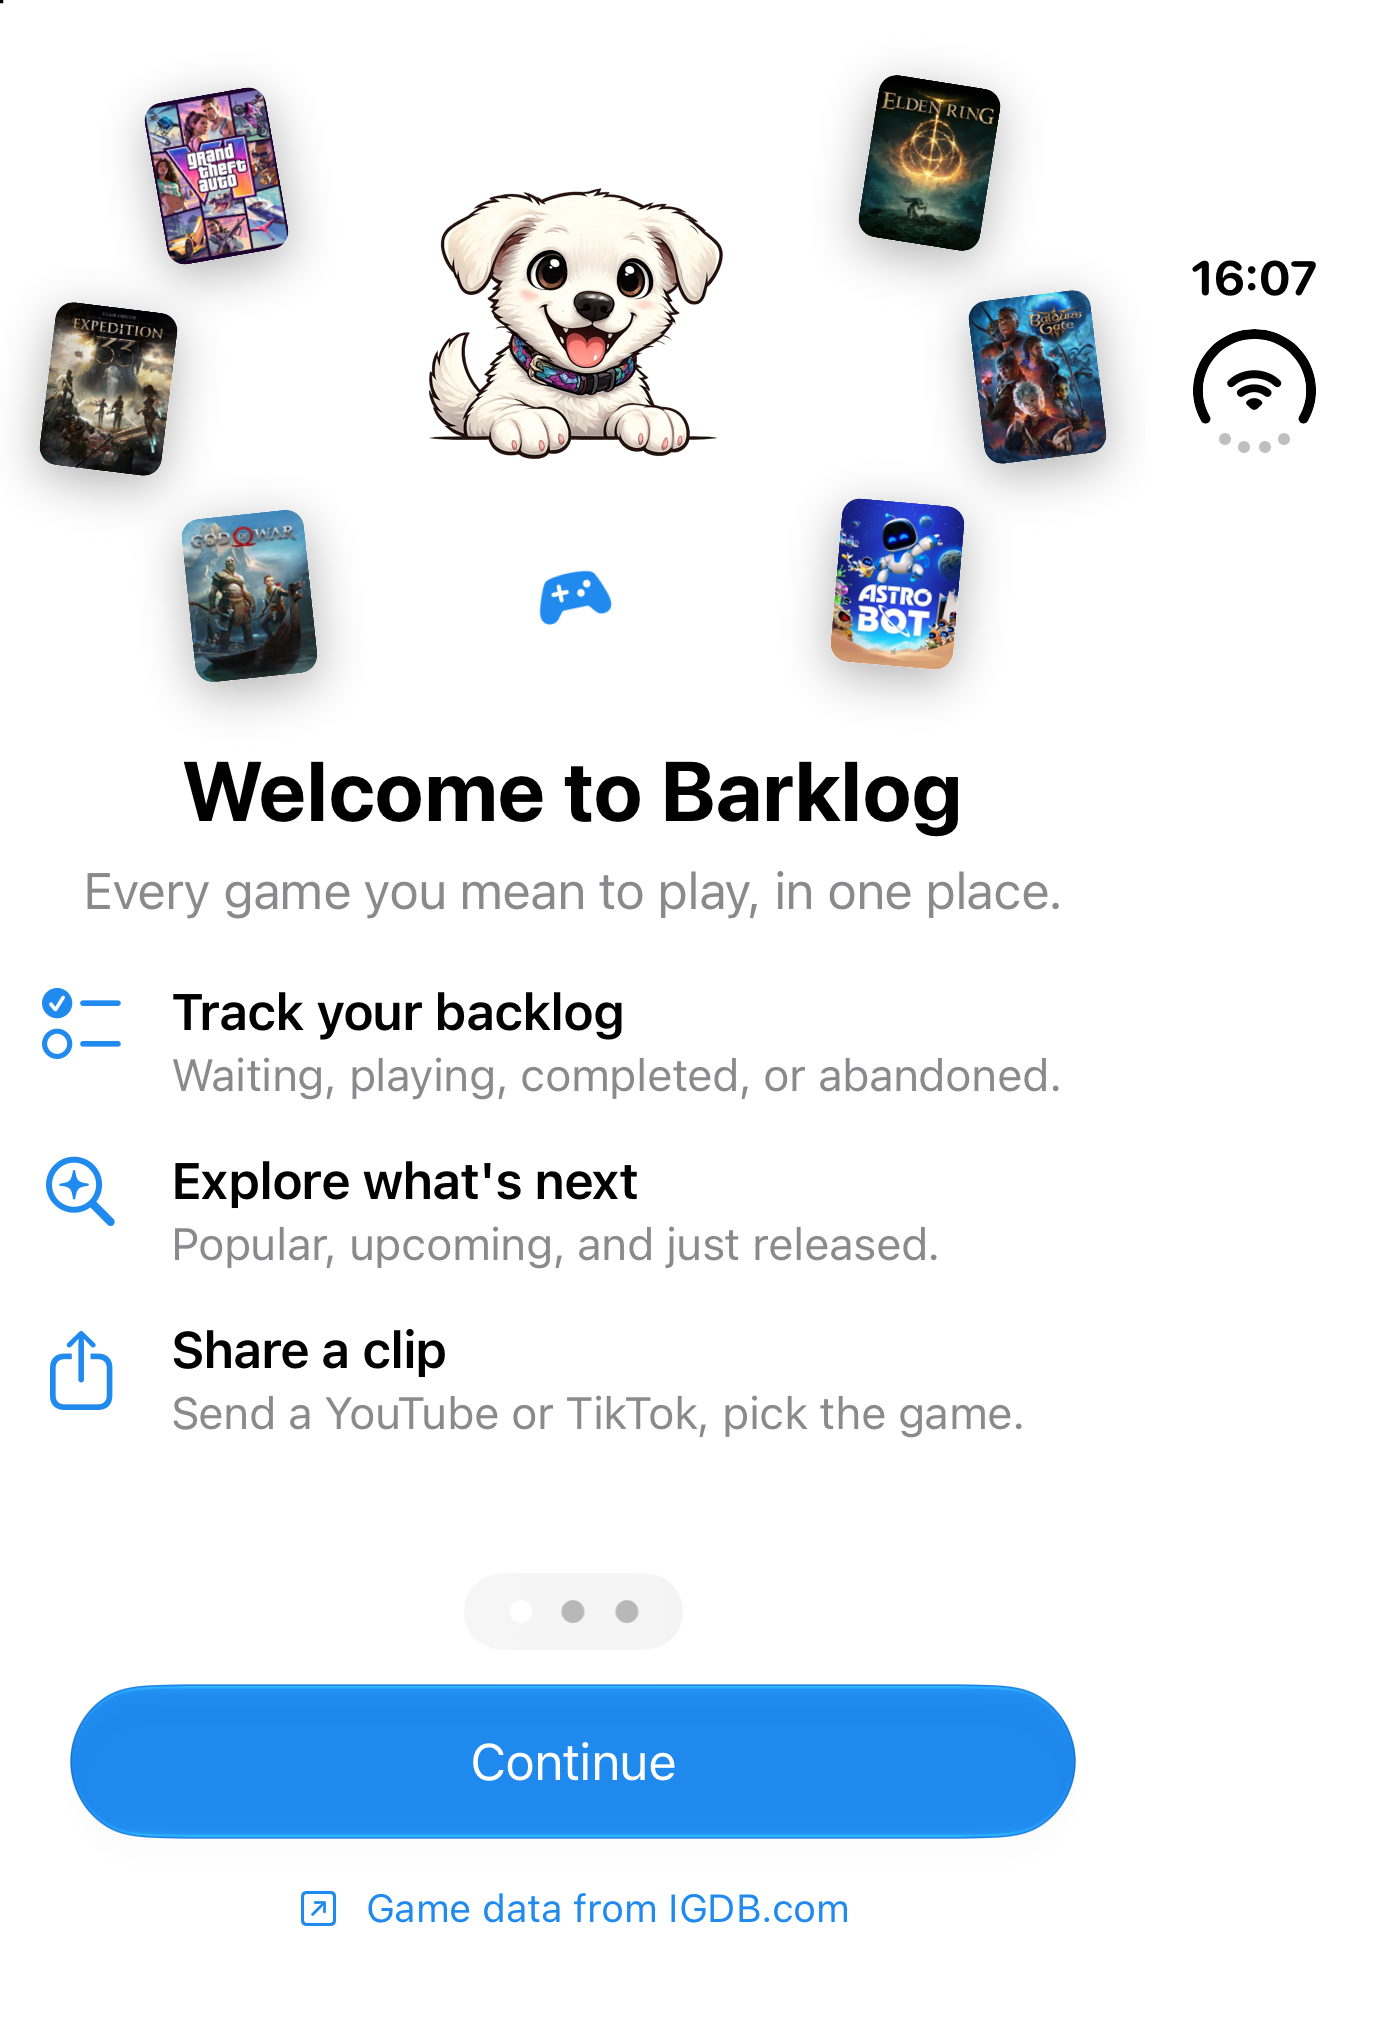 grand
theft
auto
ELDEN RING
16:07
EXPEDITION
33
Baldur's
Gate
GOD OF WAR
ASTRO
BOT
Welcome to Barklog
Every game you mean to play, in one place.
Track your backlog
Waiting, playing, completed, or abandoned.
Explore what's next
Popular, upcoming, and just released.
Share a clip
Send a YouTube or TikTok, pick the game.
Continue
Game data from IGDB.com